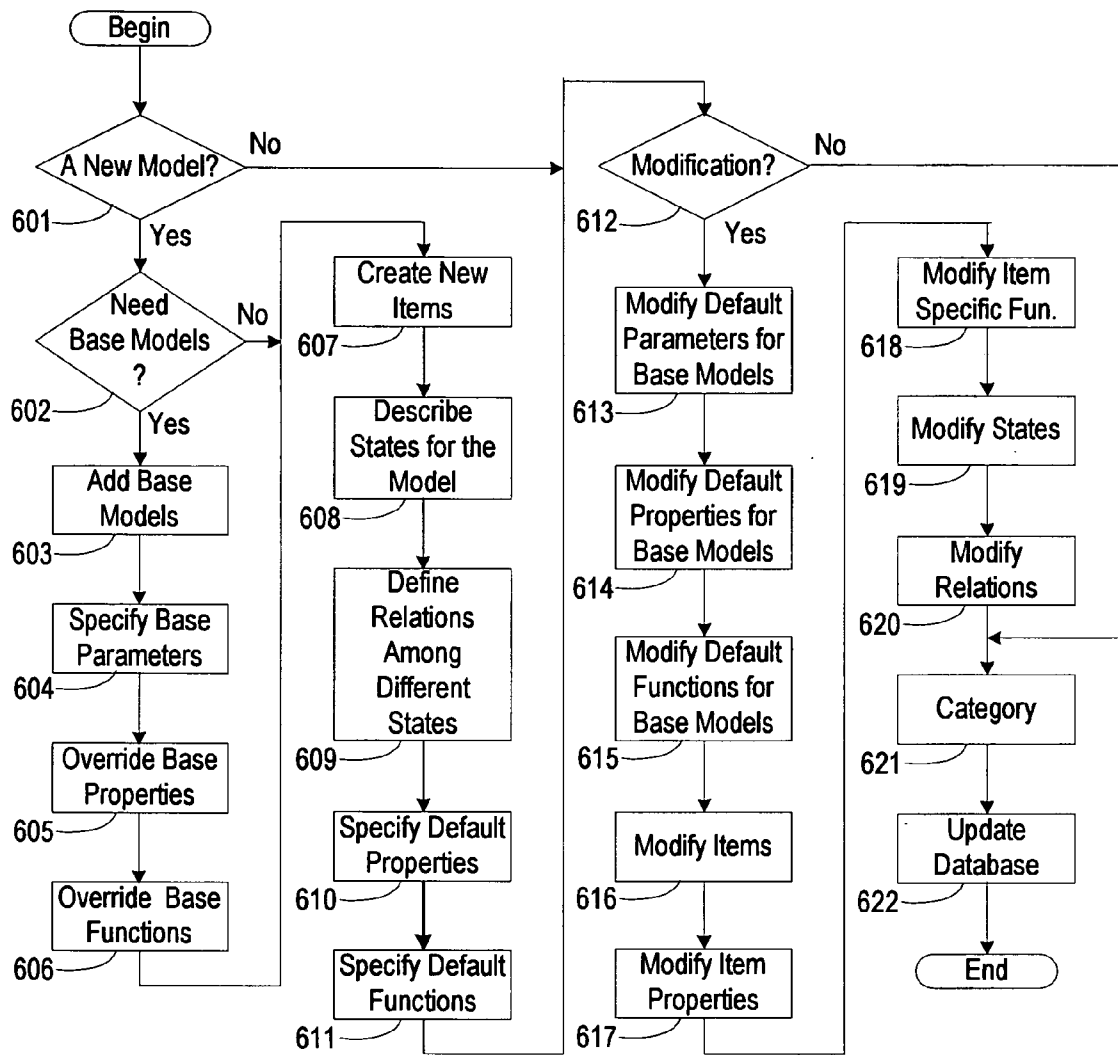 Begin
A New Model?
No
601
Yes
Need
Base Models
?
No
602
Yes
Add Base
Models
603
Specify Base
Parameters
604
Override Base
Properties
605
Override Base
Functions
606
Create New
Items
607
Describe
States for the
Model
608
Define
Relations
Among
Different
States
609
Specify Default
Properties
610
Specify Default
Functions
611
Modification?
No
612
Yes
Modify Default
Parameters for
Base Models
613
Modify Default
Properties for
Base Models
614
Modify Default
Functions for
Base Models
615
Modify Items
616
Modify Item
Properties
617
Modify Item
Specific Fun.
618
Modify States
619
Modify
Relations
620
Category
621
Update
Database
622
End